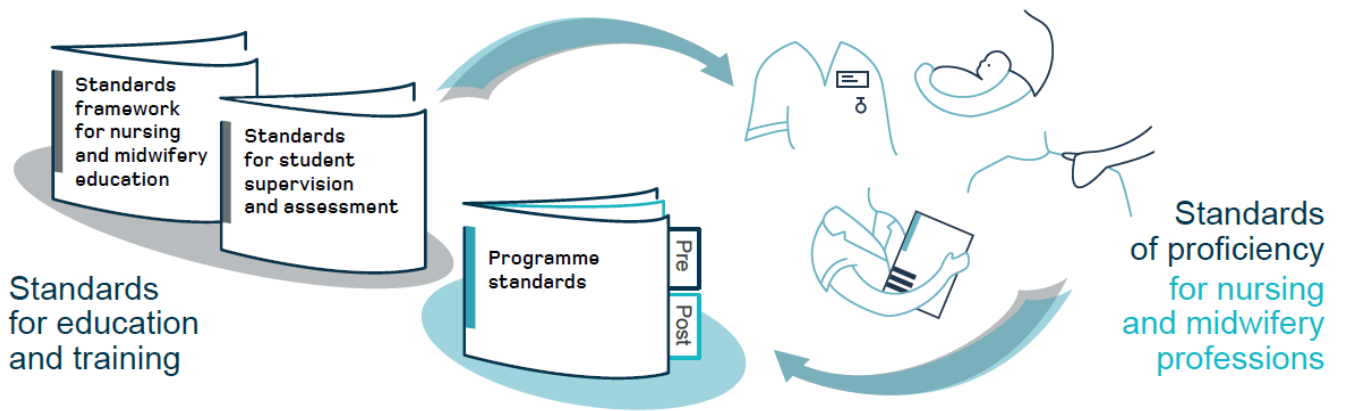 Standards
framework
for nursing
and midwifery
education
Standards
for student
supervision
and assessment
Programme
standards
Pre
Post
Standards
for education
and training
Standards
of proficiency
for nursing
and midwifery
professions